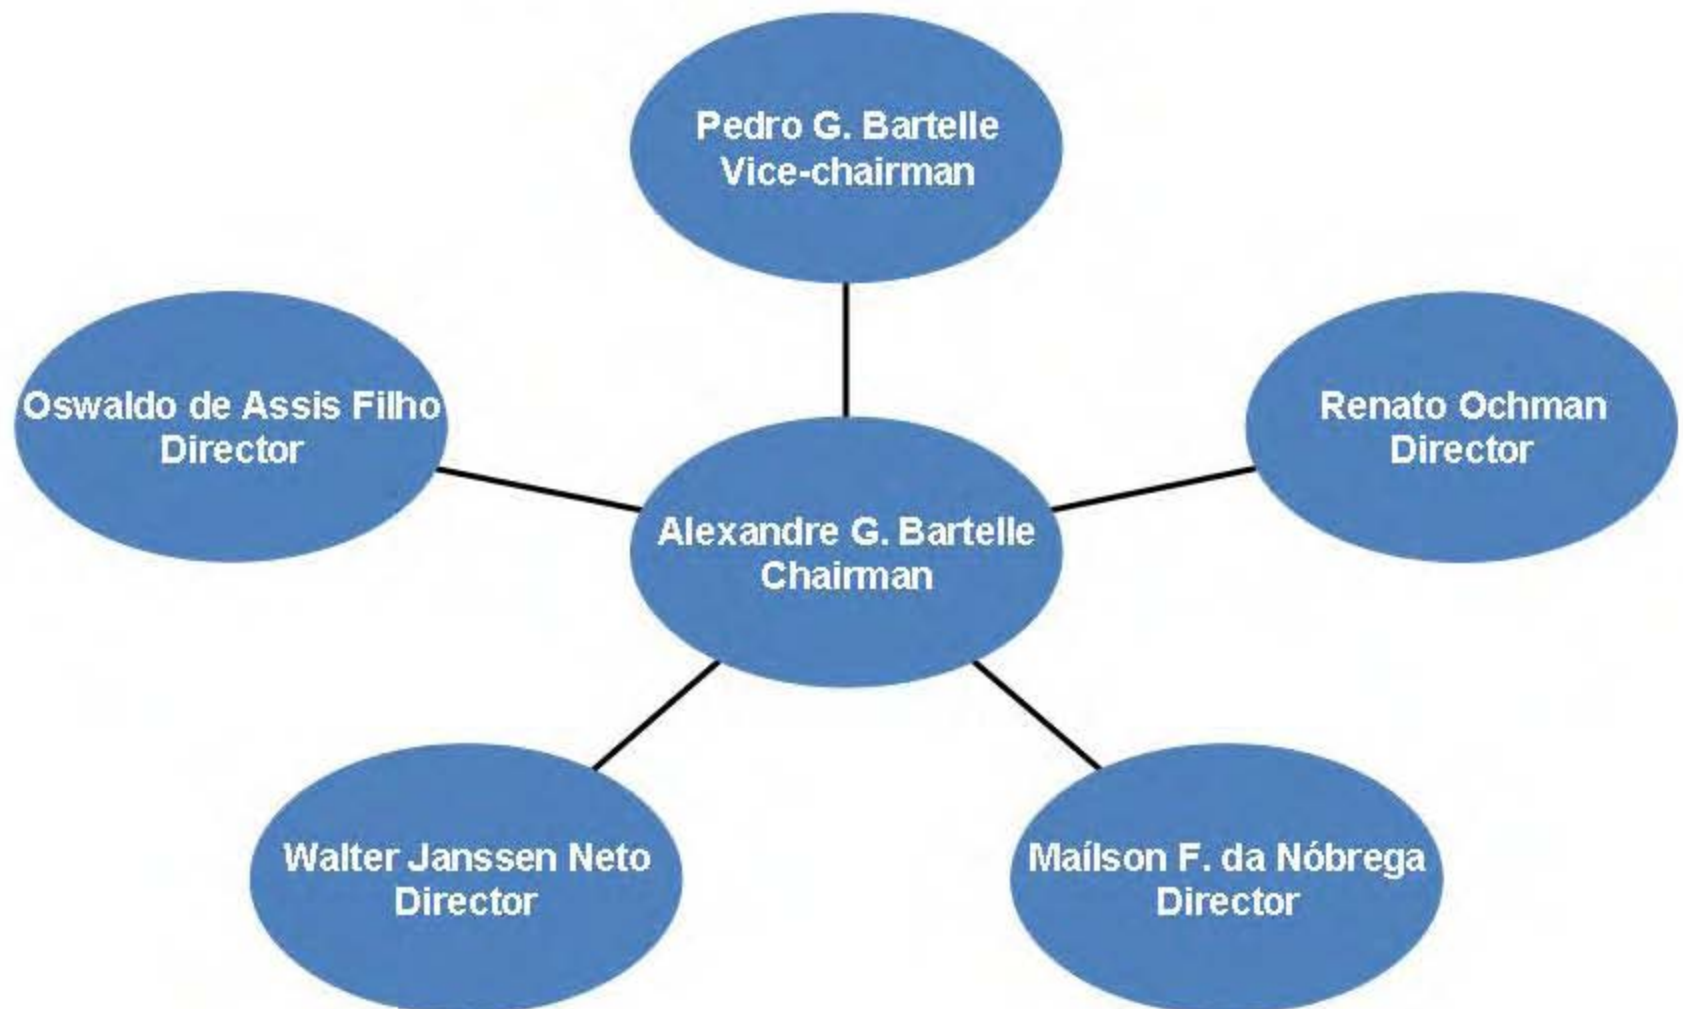 Pedro G. Bartelle
Vice-chairman
Oswaldo de Assis Filho
Director
Renato Ochman
Director
Alexandre G. Bartelle
Chairman
Walter Janssen Neto
Director
Maílson F. da Nóbrega
Director